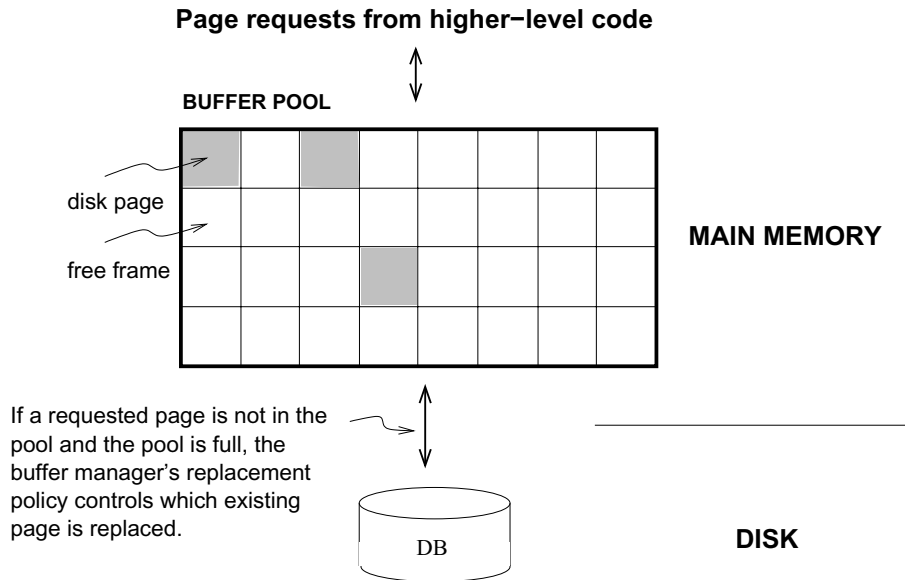 Page requests from higher−level code
BUFFER POOL
disk page
free frame
MAIN MEMORY
If a requested page is not in the
pool and the pool is full, the
buffer manager's replacement
policy controls which existing
page is replaced.
DB
DISK